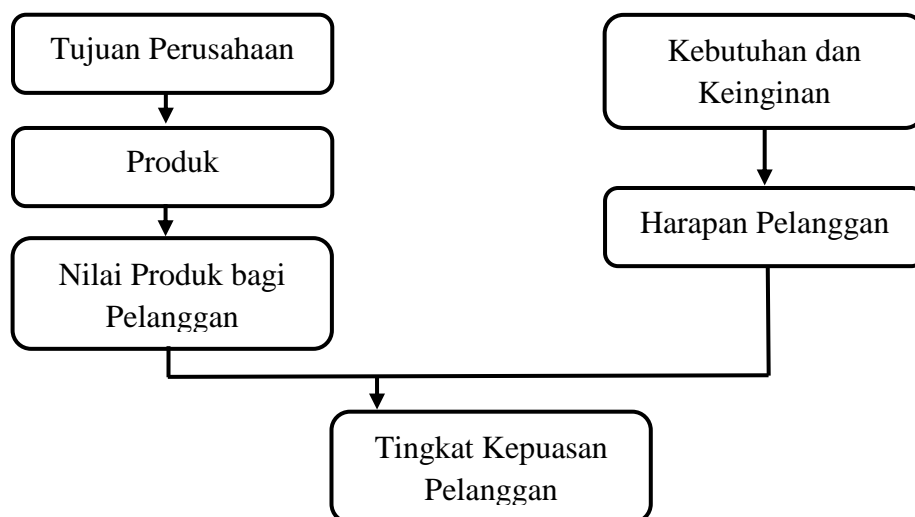 Tujuan Perusahaan
Produk
Nilai Produk bagi
Pelanggan
Kebutuhan dan
Keinginan
Harapan Pelanggan
Tingkat Kepuasan
Pelanggan